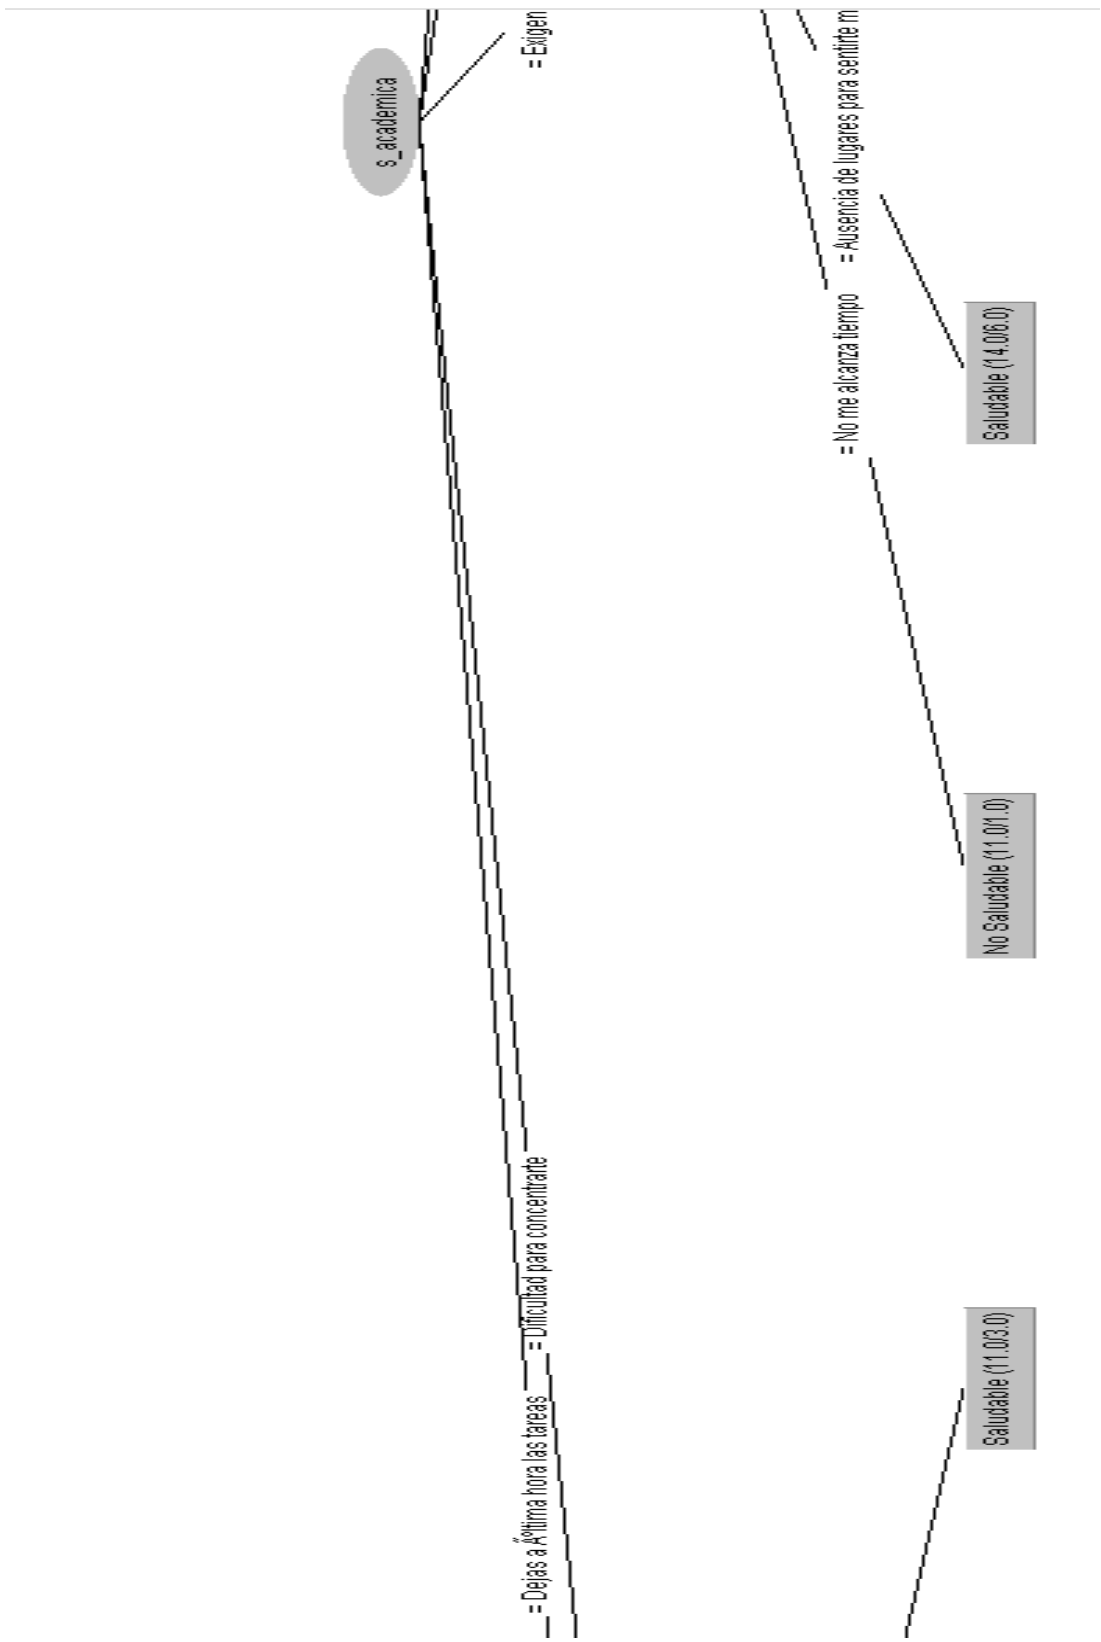 s_academica
= Exigen
= Dificultad para concentrarte
= Dejas a Ãºltima hora las tareas
= Ausencia de lugares para sentirte m
= No me alcanza tiempo
Saludable (14.0/6.0)
No Saludable (11.0/1.0)
Saludable (11.0/3.0)